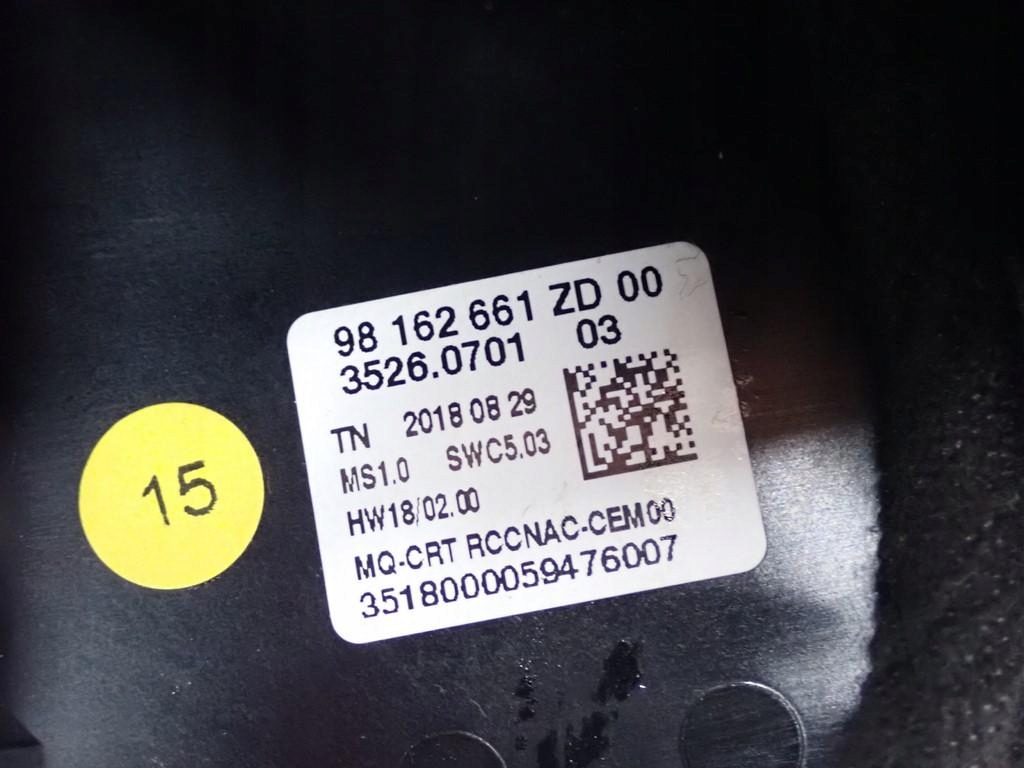 98 162 661 ZD 00
3526.0701 03
TN 2018 08 29
MS1.0 SWC5.03
HW18/02.00
MQ-CRT RCCNAC-CEM00
3518000059476007
15